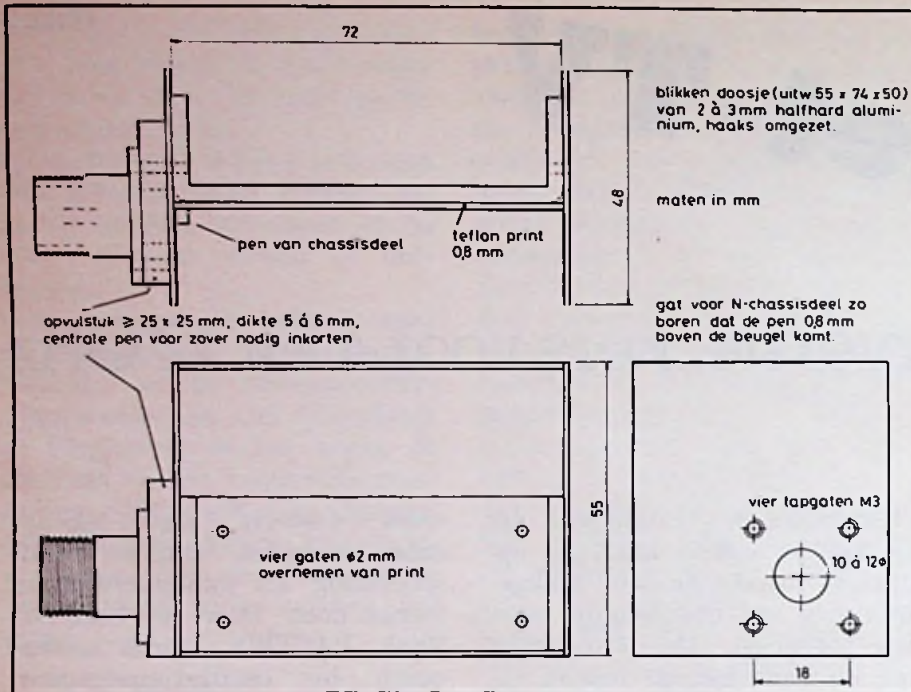 72
blikken doosje (uitw 55 x 74 x 50)
van 2 à 3 mm halfhard alumi-
nium, haaks omgezet.
48
maten in mm
pen van chassisdeel
teflon print
0,8 mm
opvulstuk ≥ 25 x 25 mm, dikte 5 á 6 mm,
centrale pen voor zover nodig inkorten
gat voor N-chassisdeel zo
boren dat de pen 0,8 mm
boven de beugel komt.
55
vier gaten ø2 mm
overnemen van print
vier tapgaten M3
10 á 12ø
18